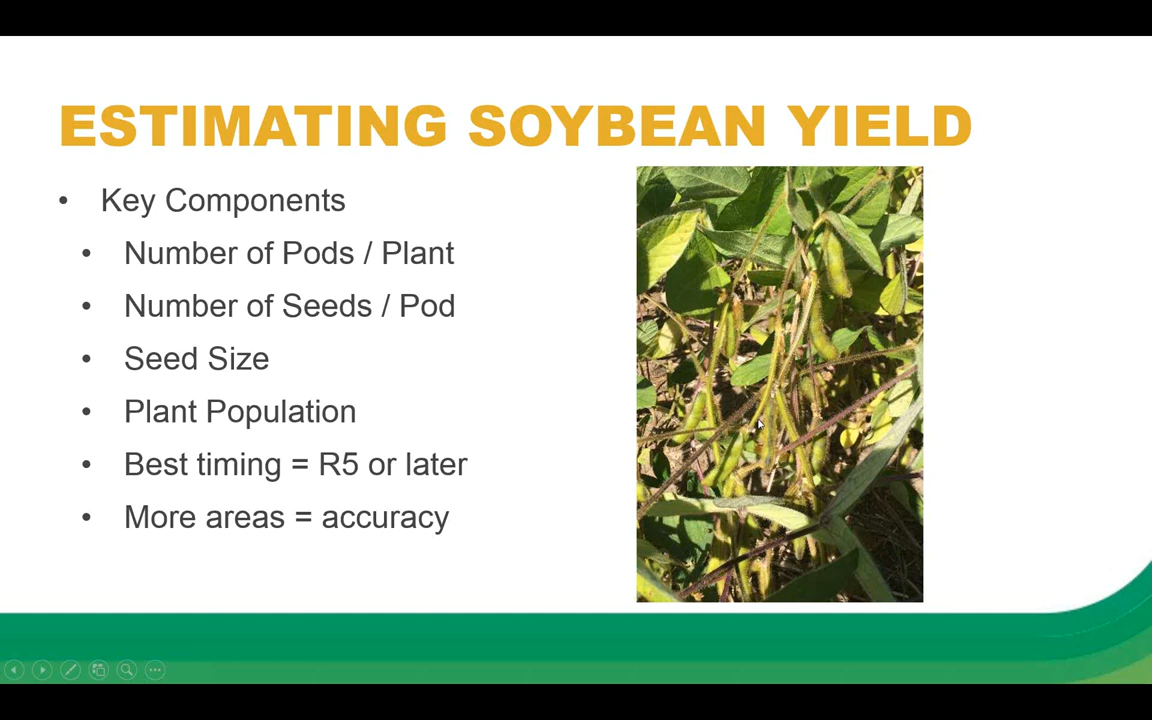 ESTIMATING SOYBEAN YIELD
• Key Components
• Number of Pods / Plant
• Number of Seeds / Pod
• Seed Size
• Plant Population
• Best timing = R5 or later
• More areas = accuracy